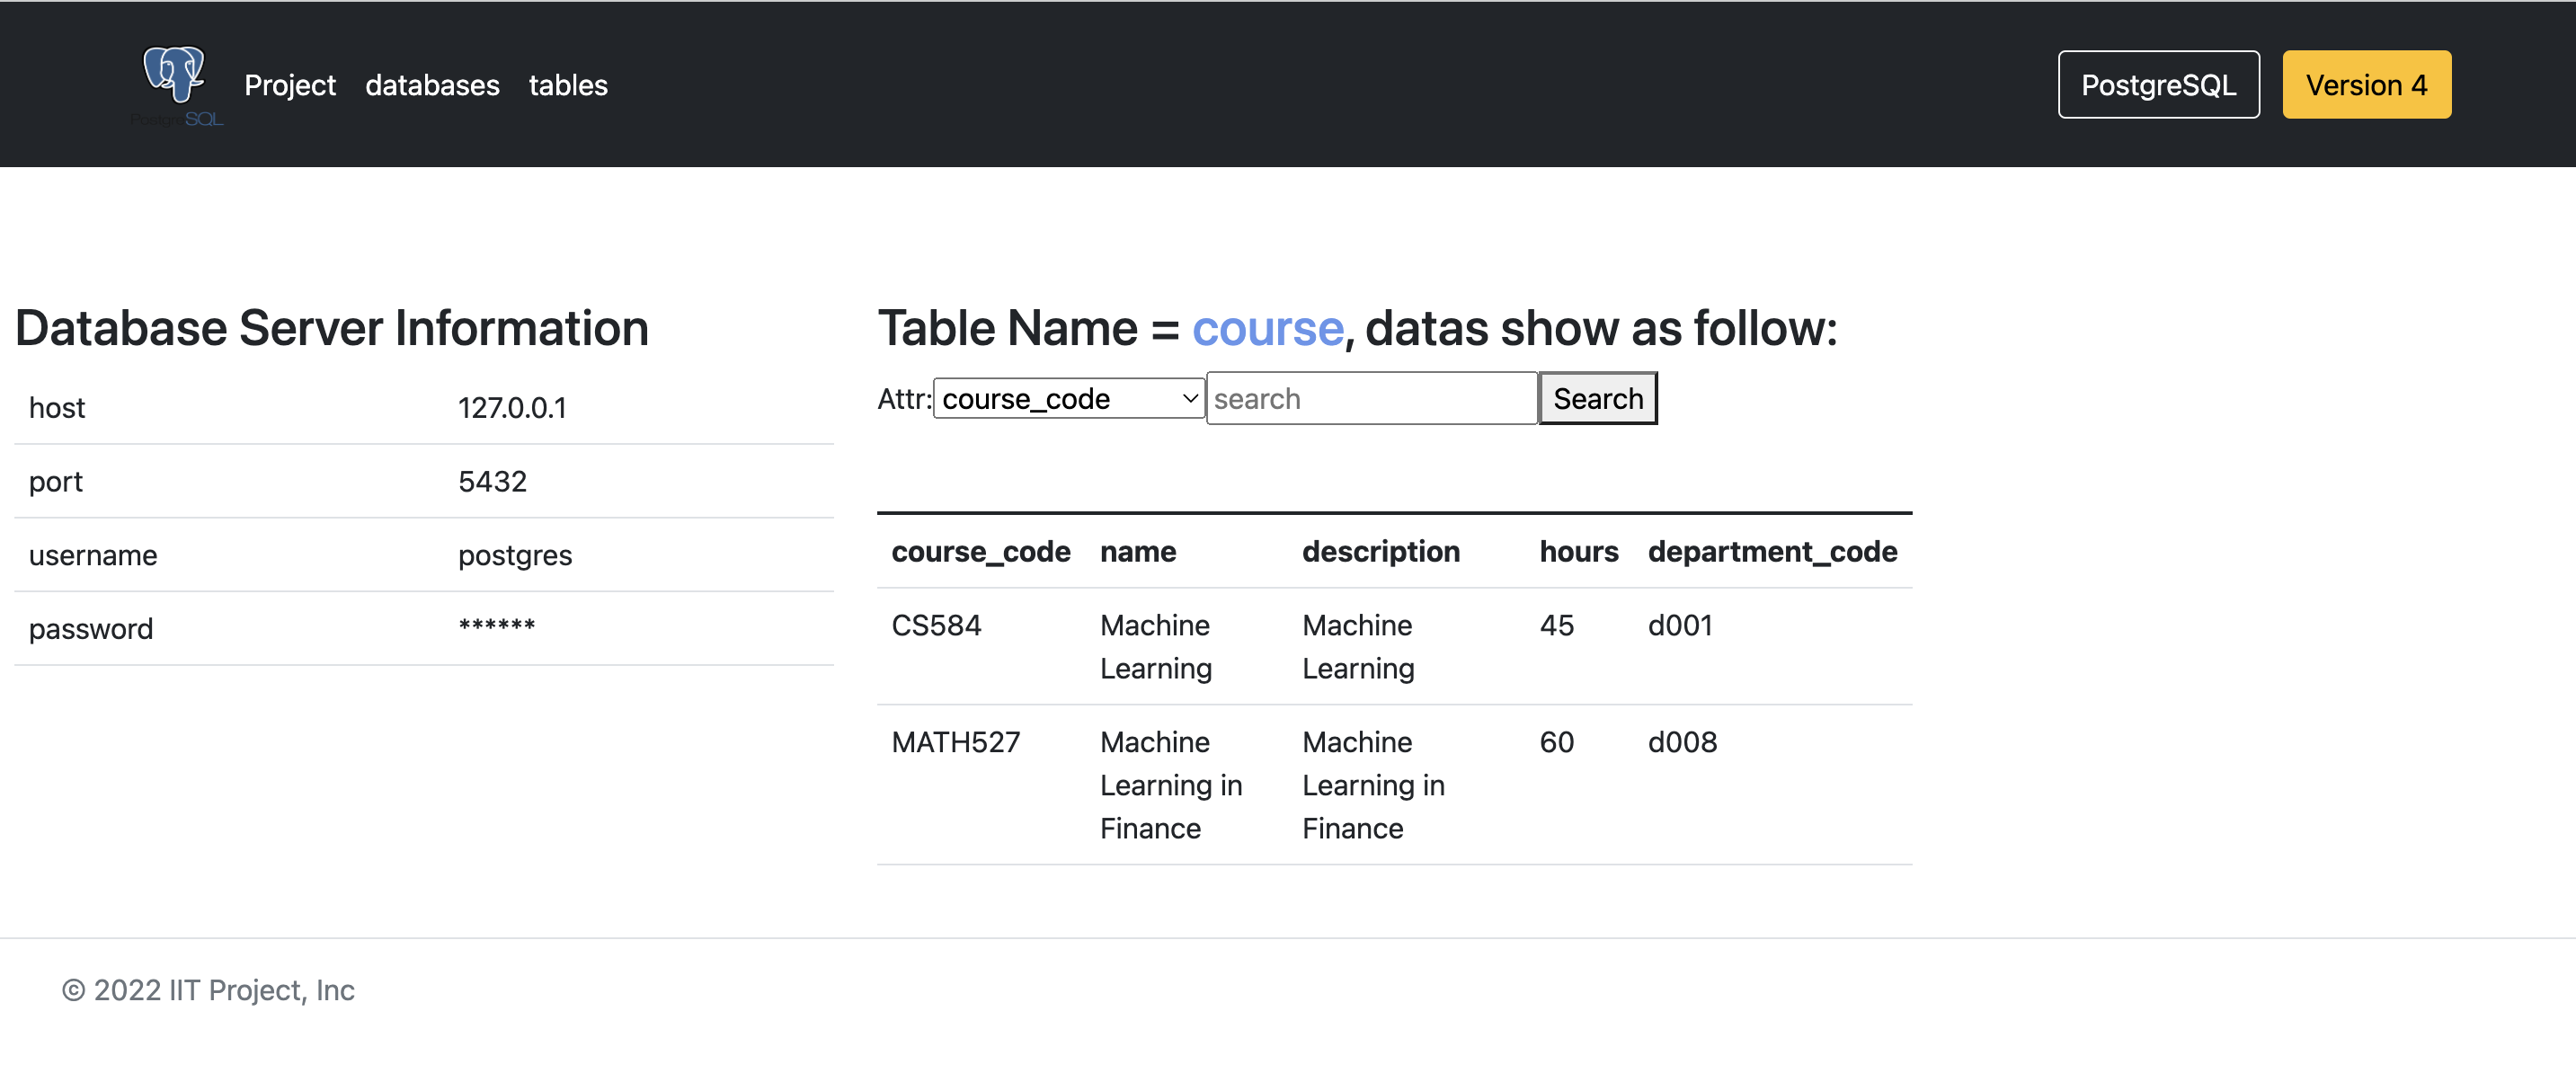 PostgreSQL
Project databases tables
PostgreSQL
Version 4
Database Server Information
host 127.0.0.1
port 5432
username postgres
password ******
Table Name = course, datas show as follow:
Attr: course_code search Search
course_code name description hours department_code
CS584 Machine Machine 45 d001
Learning Learning
MATH527 Machine Machine 60 d008
Learning in Learning in
Finance Finance
© 2022 IIT Project, Inc